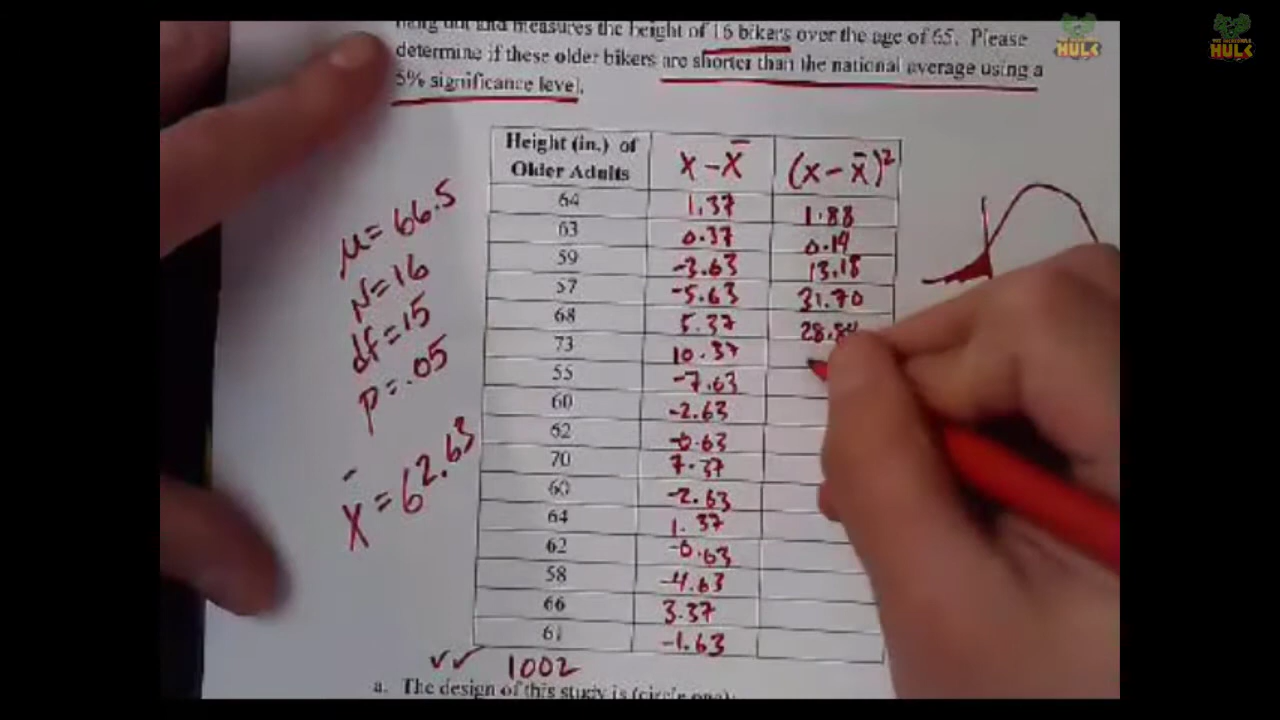 hang out and measures the height of 16 bikers over the age of 65. Please
determine if these older bikers are shorter than the national average using a
5% significance level.
HULK
HULK
Height (in.) of Older Adults x - x̄ (x - x̄)²
64 1.37 1.88
63 0.37 0.14
59 -3.63 13.18
57 -5.63 31.70
68 5.37 28.84
73 10.37
55 -7.63
60 -2.63
62 -0.63
70 7.37
60 -2.63
64 1.37
62 -0.63
58 -4.63
66 3.37
61 -1.63
1002
μ = 66.5
N = 16
df = 15
p = .05
x̄ = 62.63
a. The design of this study is (circle one):